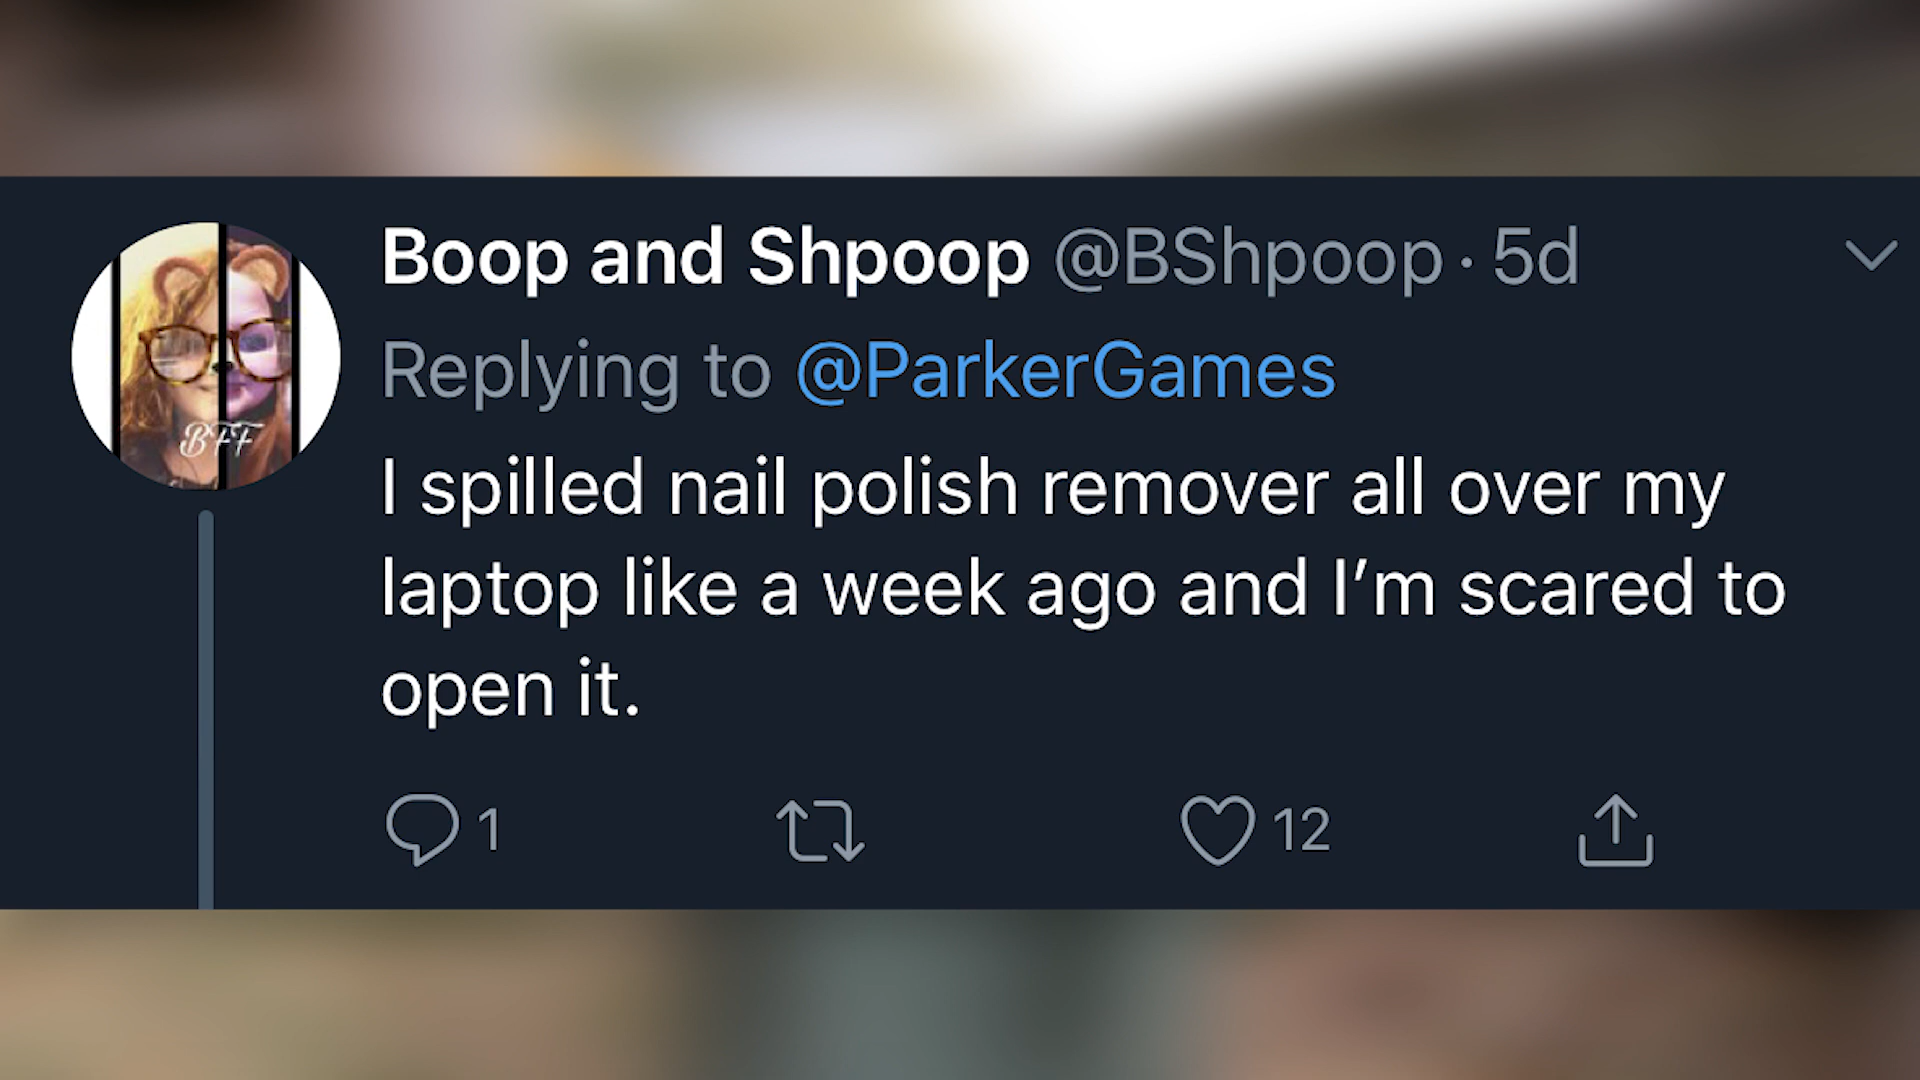 Boop and Shpoop @BShpoop · 5d
Replying to @ParkerGames
I spilled nail polish remover all over my
laptop like a week ago and I’m scared to
open it.
1 12
BFF